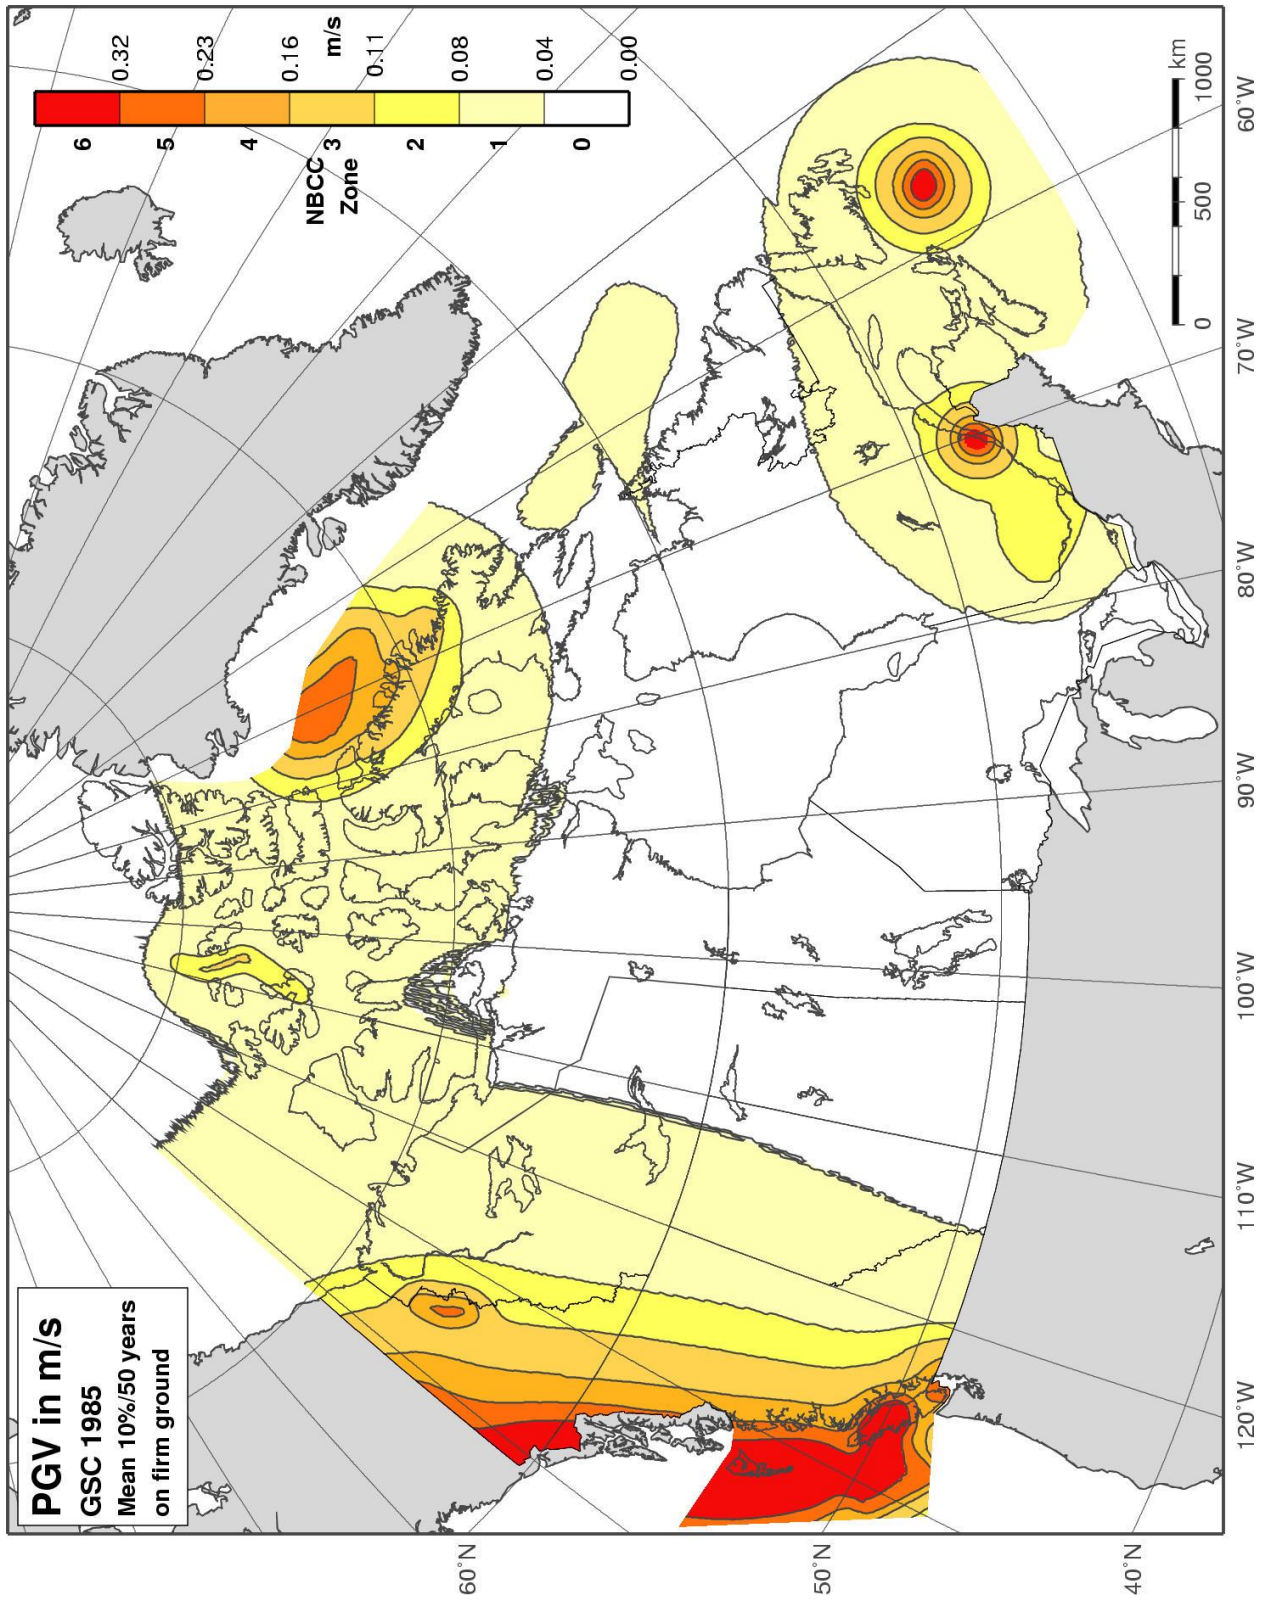 PGV in m/s
GSC 1985
Mean 10%/50 years
on firm ground
6
5
4
3
2
1
0
NBCC
Zone
0.32
0.23
0.16
0.11
0.08
0.04
0.00
m/s
0
500
1000
km
60˚N
50˚N
40˚N
120˚W
110˚W
100˚W
90˚W
80˚W
70˚W
60˚W